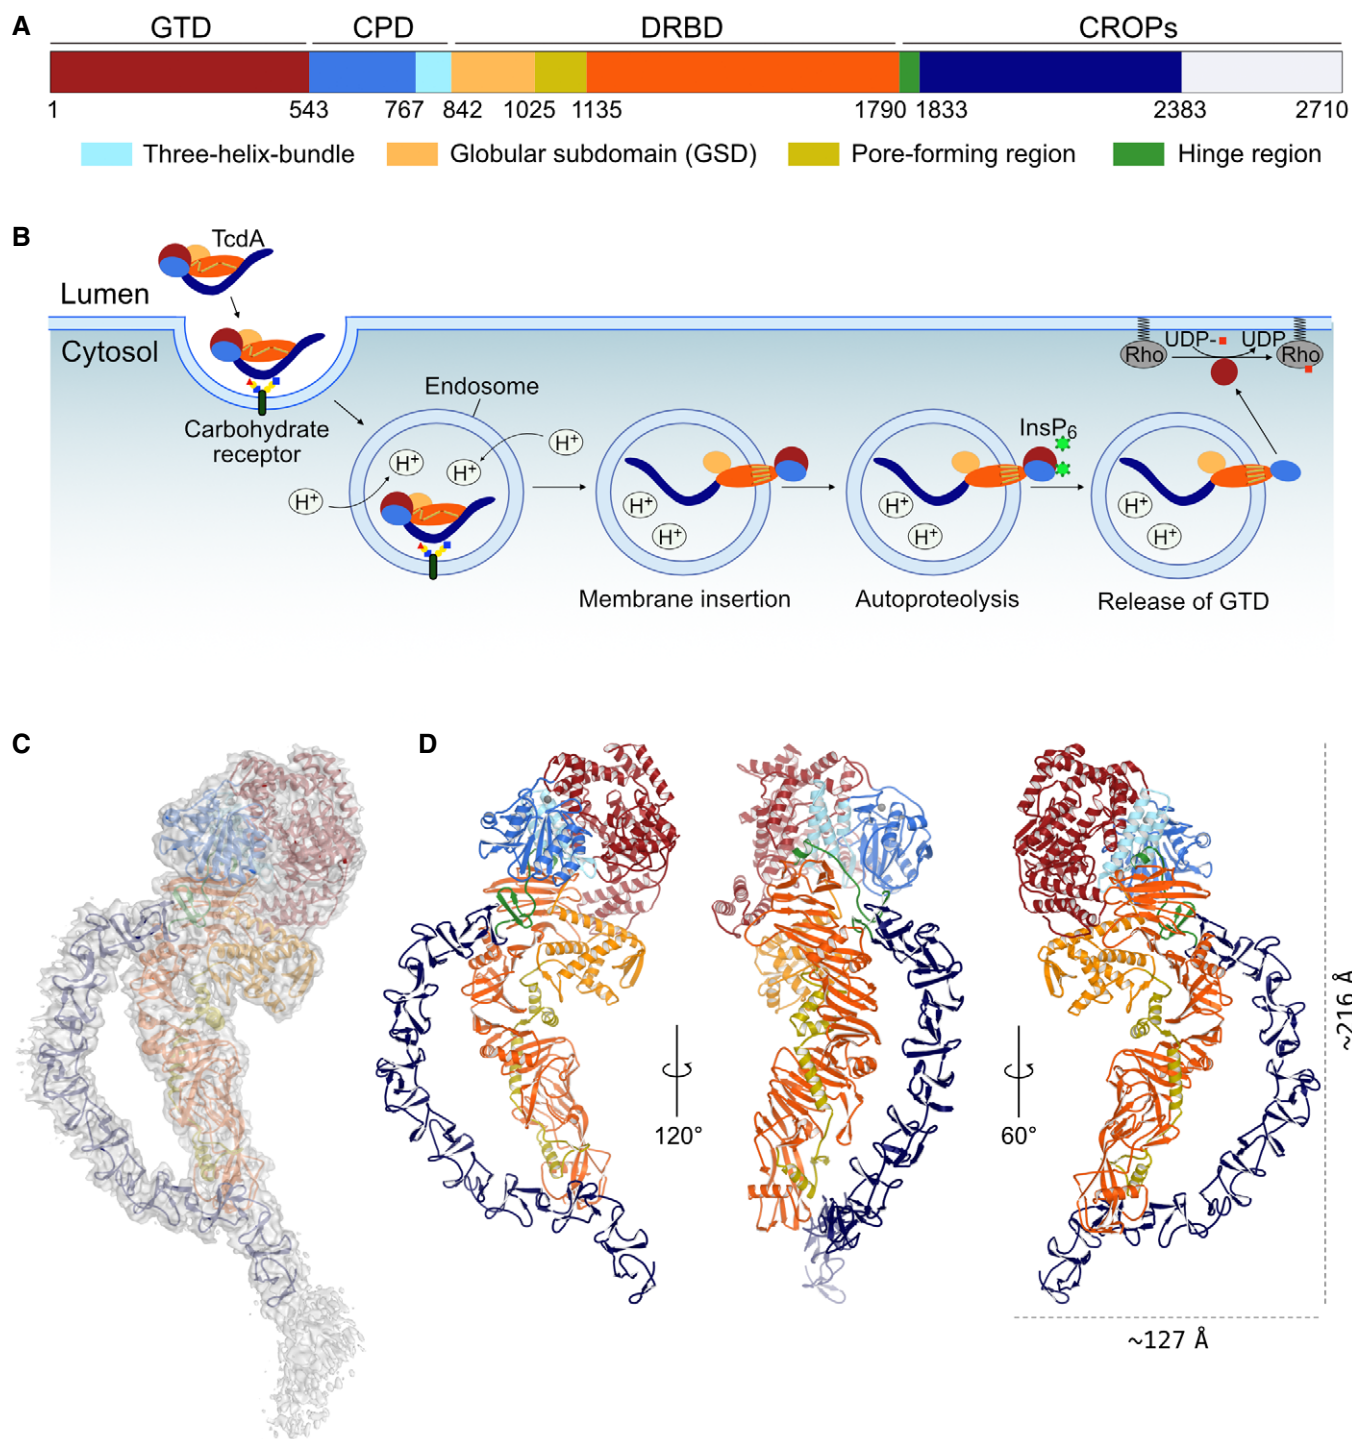 A
GTD CPD DRBD CROPs
1 543 767 842 1025 1135 1790 1833 2383 2710
Three-helix-bundle Globular subdomain (GSD) Pore-forming region Hinge region
B
TcdA
Lumen
Cytosol
Carbohydrate
receptor
Endosome
H+
H+
H+
H+
H+
H+
Membrane insertion
InsP6
H+
H+
Autoproteolysis
H+
H+
Release of GTD
Rho
UDP-
UDP
Rho
C
D
120°
60°
~216 Å
~127 Å